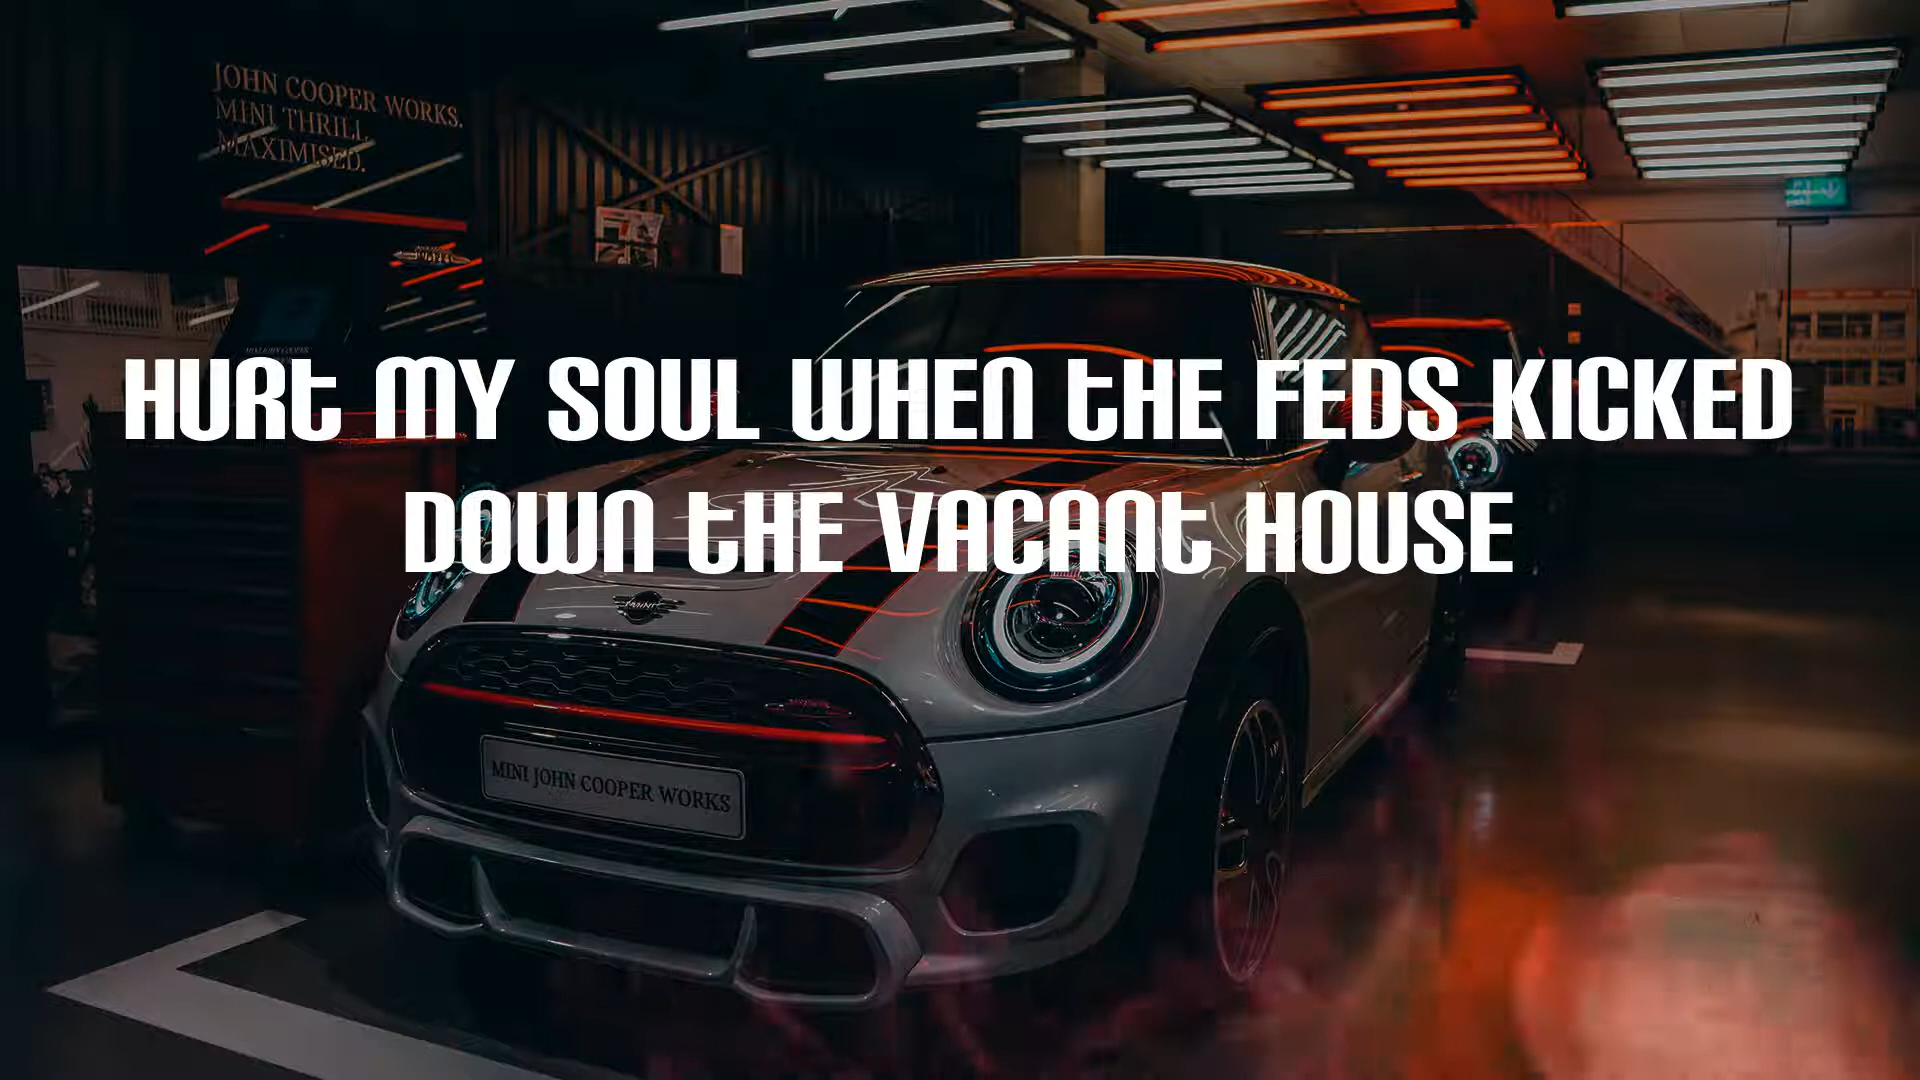 JOHN COOPER WORKS.
MINI THRILL.
MAXIMISED.
HURT MY SOUL WHEN THE FEDS KICKED
DOWN THE VACANT HOUSE
MINI
MINI JOHN COOPER WORKS